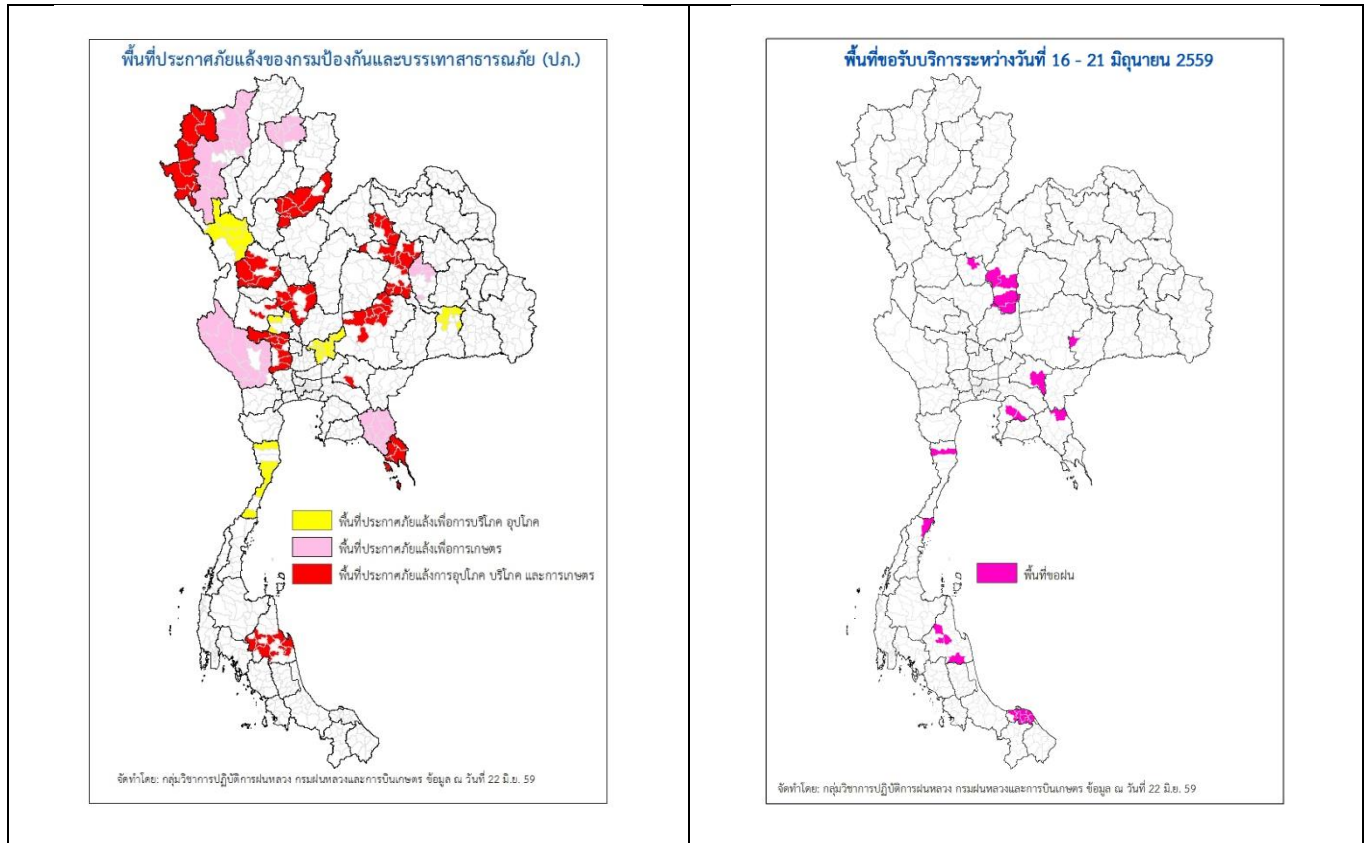 พื้นที่ประกาศภัยแล้งของกรมป้องกันและบรรเทาสาธารณภัย (ปภ.)
พื้นที่ประกาศภัยแล้งเพื่อการบริโภค อุปโภค
พื้นที่ประกาศภัยแล้งเพื่อการเกษตร
พื้นที่ประกาศภัยแล้งการอุปโภค บริโภค และการเกษตร
จัดทำโดย: กลุ่มวิชาการปฏิบัติการฝนหลวง กรมฝนหลวงและการบินเกษตร ข้อมูล ณ วันที่ 22 มิ.ย. 59
พื้นที่ขอรับบริการระหว่างวันที่ 16 - 21 มิถุนายน 2559
พื้นที่ขอฝน
จัดทำโดย: กลุ่มวิชาการปฏิบัติการฝนหลวง กรมฝนหลวงและการบินเกษตร ข้อมูล ณ วันที่ 22 มิ.ย. 59